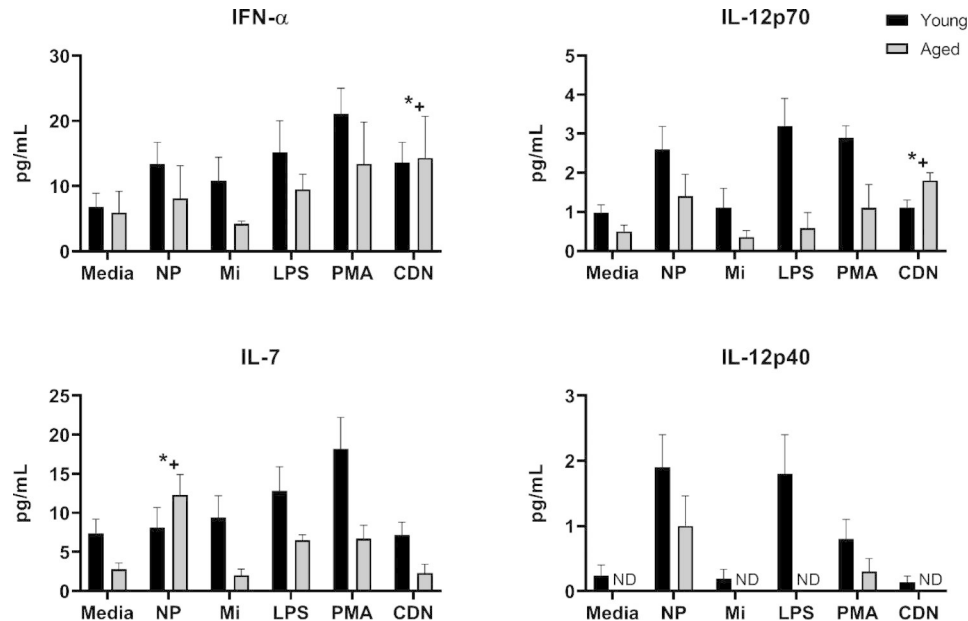 IFN-α
pg/mL
30
20
10
0
*+
Media NP Mi LPS PMA CDN
IL-12p70
Young
Aged
pg/mL
5
4
3
2
1
0
*+
Media NP Mi LPS PMA CDN
IL-7
pg/mL
25
20
15
10
5
0
*+
Media NP Mi LPS PMA CDN
IL-12p40
pg/mL
3
2
1
0
ND ND ND ND
Media NP Mi LPS PMA CDN